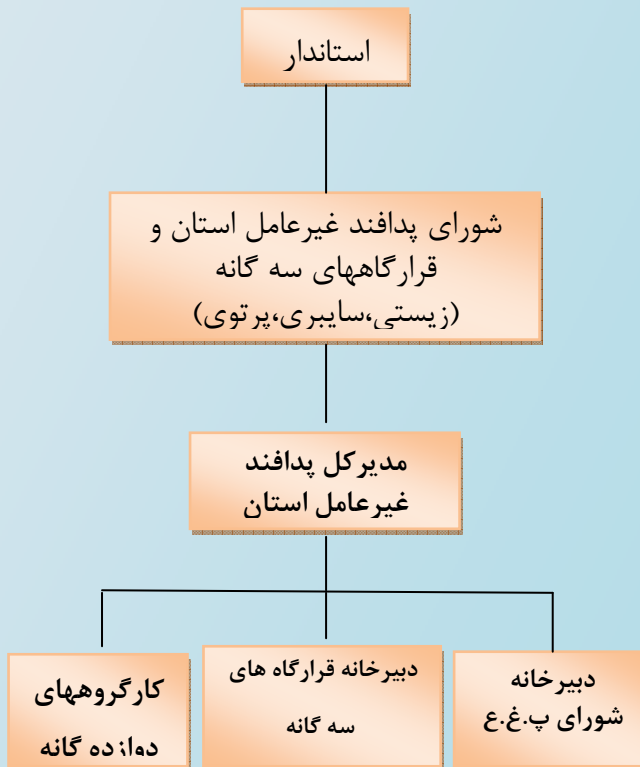 استاندار
شورای پدافند غیرعامل استان و
قرارگاههای سه گانه
(زیستی،سایبری،پرتوی)
مدیرکل پدافند
غیرعامل استان
دبیرخانه
شورای پ.غ.ع
دبیرخانه قرارگاه های
سه گانه
کارگروههای
دوازده گانه